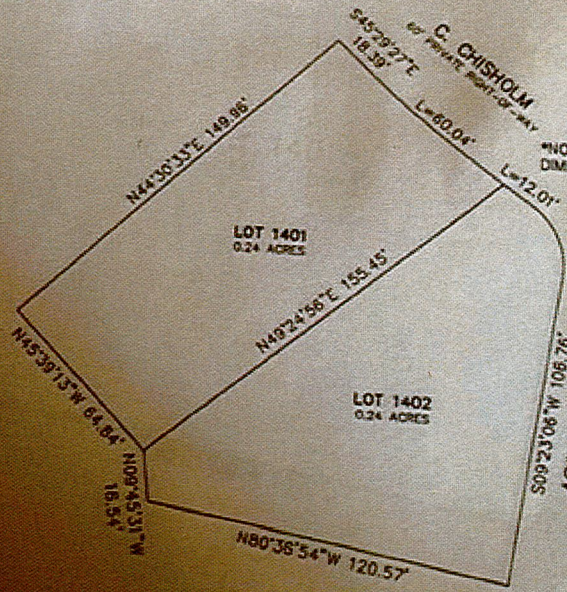 C. CHISHOLM
60' PRIVATE RIGHT-OF-WAY
S45°29'27"E
18.39'
L=60.04'
L=12.01'
N44°30'33"E 149.96'
LOT 1401
0.24 ACRES
N49°24'56"E 155.45'
N45°39'13"W 64.84'
LOT 1402
0.24 ACRES
S09°23'06"W 106.76'
N09°45'31"W
16.54'
N80°36'54"W 120.57'